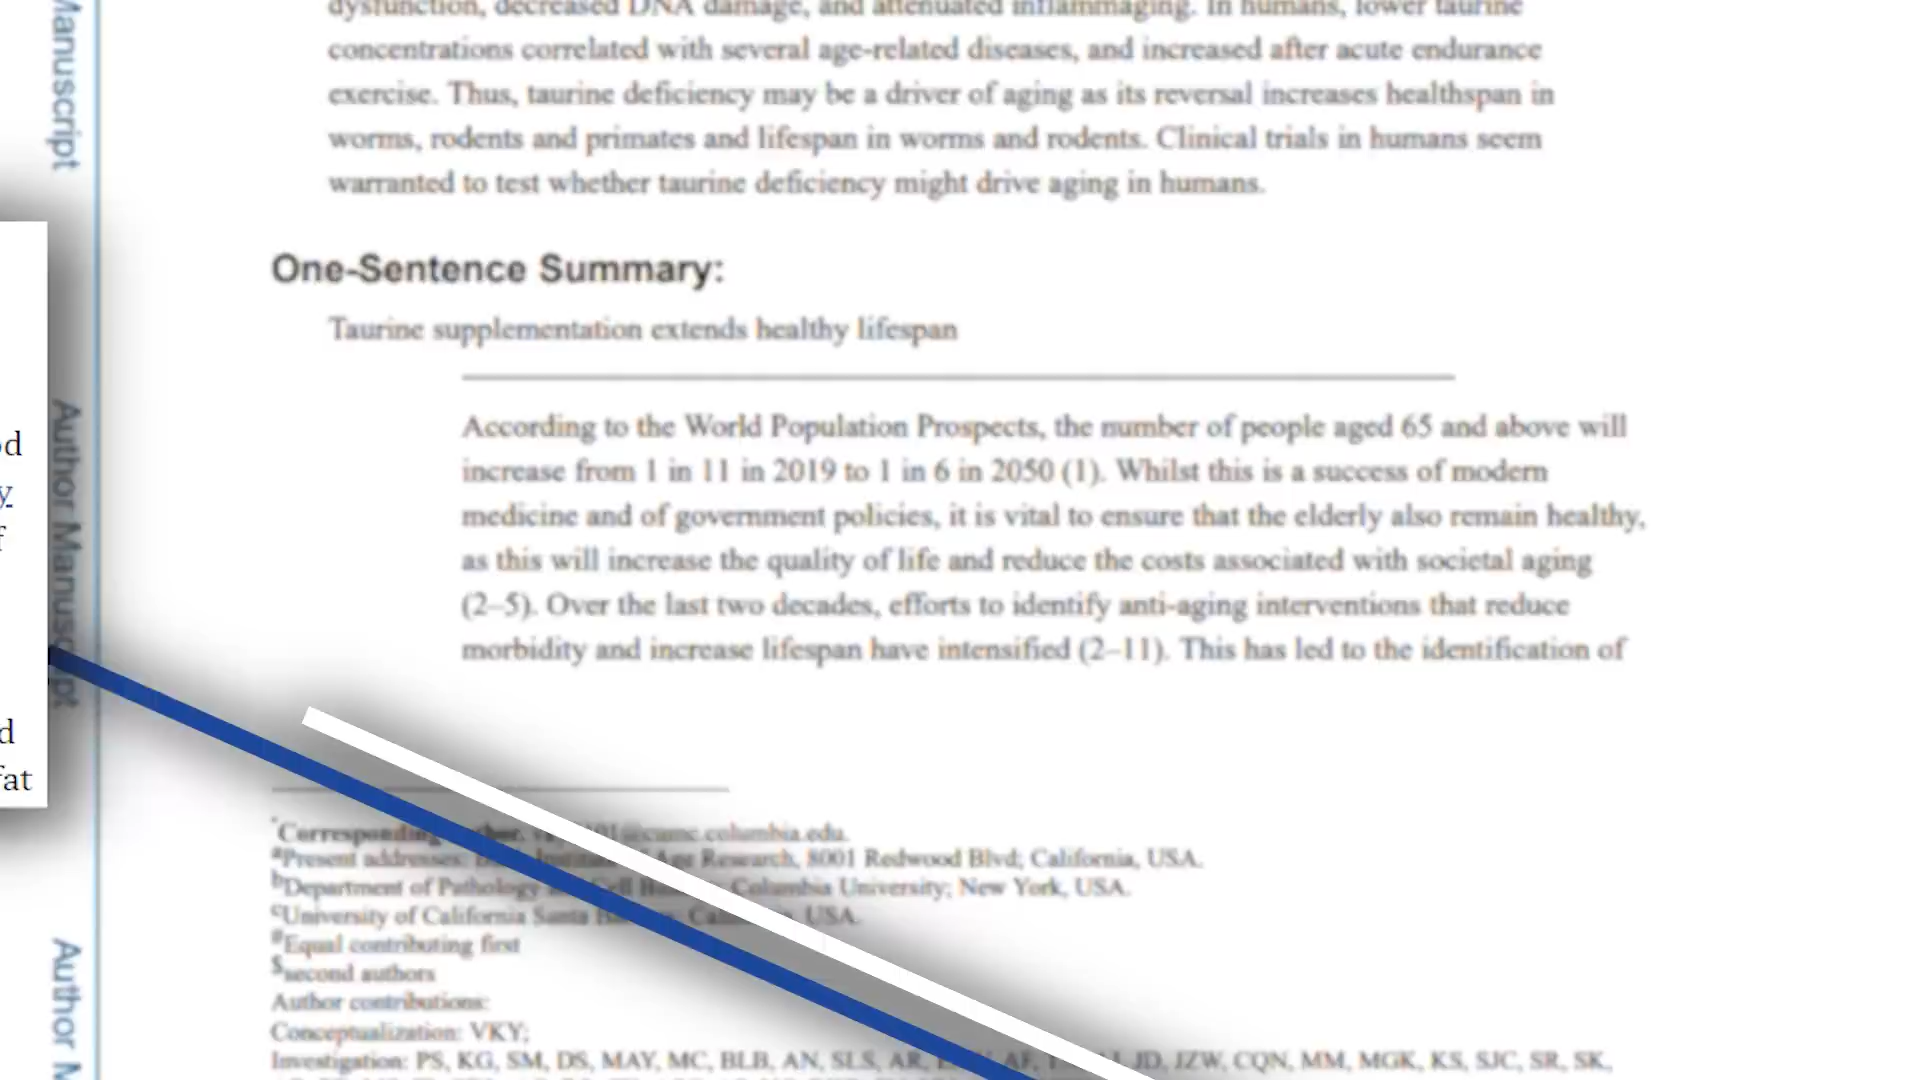 dysfunction, decreased DNA damage, and attenuated inflammaging. In humans, lower taurine
concentrations correlated with several age-related diseases, and increased after acute endurance
exercise. Thus, taurine deficiency may be a driver of aging as its reversal increases healthspan in
worms, rodents and primates and lifespan in worms and rodents. Clinical trials in humans seem
warranted to test whether taurine deficiency might drive aging in humans.
One-Sentence Summary:
Taurine supplementation extends healthy lifespan
According to the World Population Prospects, the number of people aged 65 and above will
increase from 1 in 11 in 2019 to 1 in 6 in 2050 (1). Whilst this is a success of modern
medicine and of government policies, it is vital to ensure that the elderly also remain healthy,
as this will increase the quality of life and reduce the costs associated with societal aging
(2–5). Over the last two decades, efforts to identify anti-aging interventions that reduce
morbidity and increase lifespan have intensified (2–11). This has led to the identification of
*Corresponding author. @cumc.columbia.edu.
aPresent addresses: Research, 8001 Redwood Blvd; California, USA.
bDepartment of Pathology Columbia University; New York, USA.
cUniversity of California Santa USA.
#Equal contributing first
$second authors
Author contributions:
Conceptualization: VKY;
Investigation: PS, KG, SM, DS, MAY, MC, BLB, AN, SLS, AR, AF, JD, JZW, CQN, MM, MGK, KS, SJC, SR, SK,
Manuscript
Author Manuscript
Author M
od
y
f
d
fat